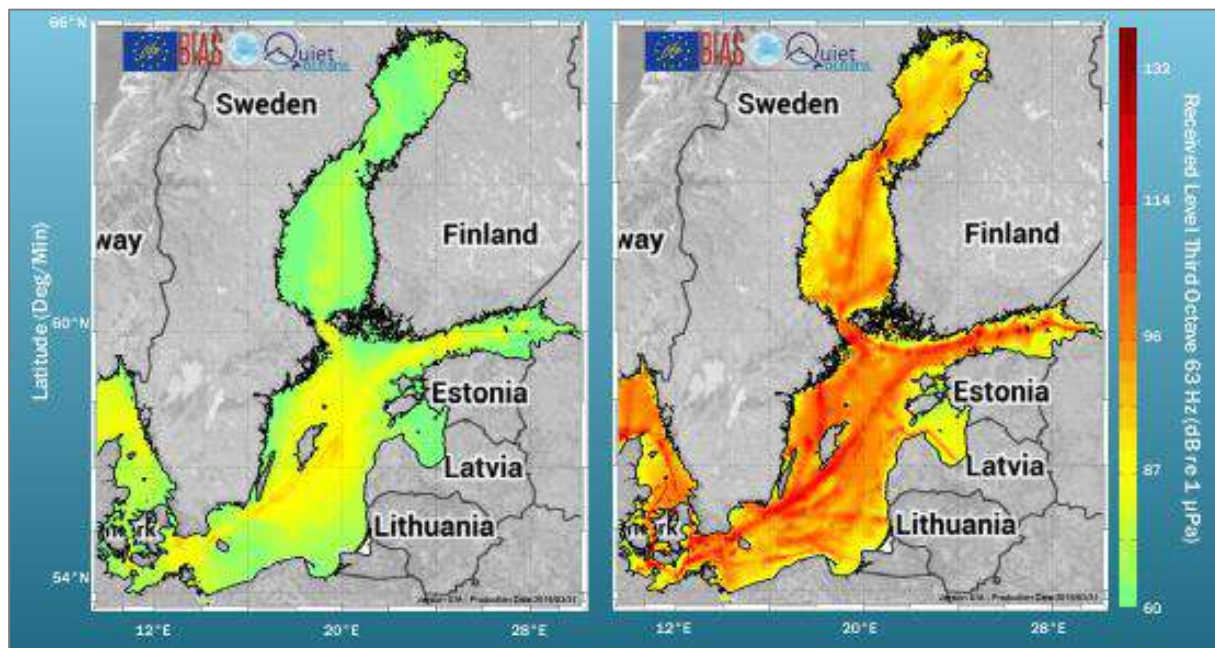 66°N
60°N
54°N
Latitude (Deg/Min)
BIAS
Quiet
Oceans
Sweden
way
Finland
Estonia
Latvia
Lithuania
rk
12°E
20°E
28°E
BIAS
Quiet
Oceans
Sweden
way
Finland
Estonia
Latvia
Lithuania
rk
12°E
20°E
28°E
132
114
96
87
60
Received Level Third Octave 63 Hz (dB re 1 µPa)